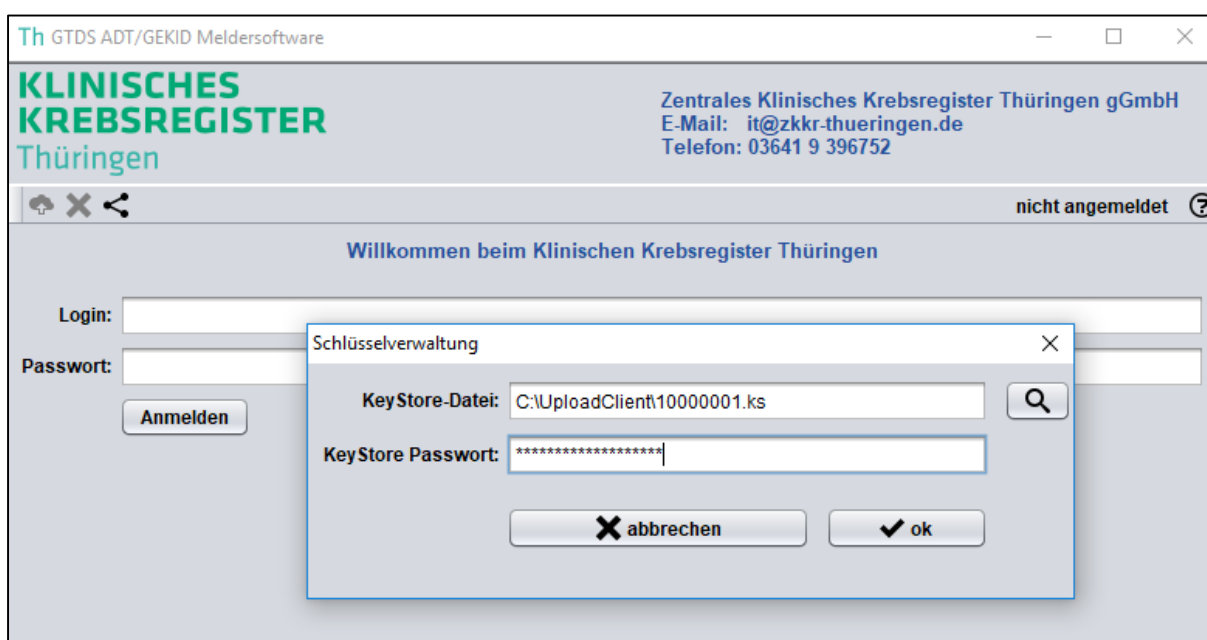 Th GTDS ADT/GEKID Meldersoftware
KLINISCHES
KREBSREGISTER
Thüringen
Zentrales Klinisches Krebsregister Thüringen gGmbH
E-Mail: it@zkkr-thueringen.de
Telefon: 03641 9 396752
nicht angemeldet ?
Willkommen beim Klinischen Krebsregister Thüringen
Login:
Passwort:
Anmelden
Schlüsselverwaltung
KeyStore-Datei: C:\UploadClient\10000001.ks
KeyStore Passwort: *******************
abbrechen
ok